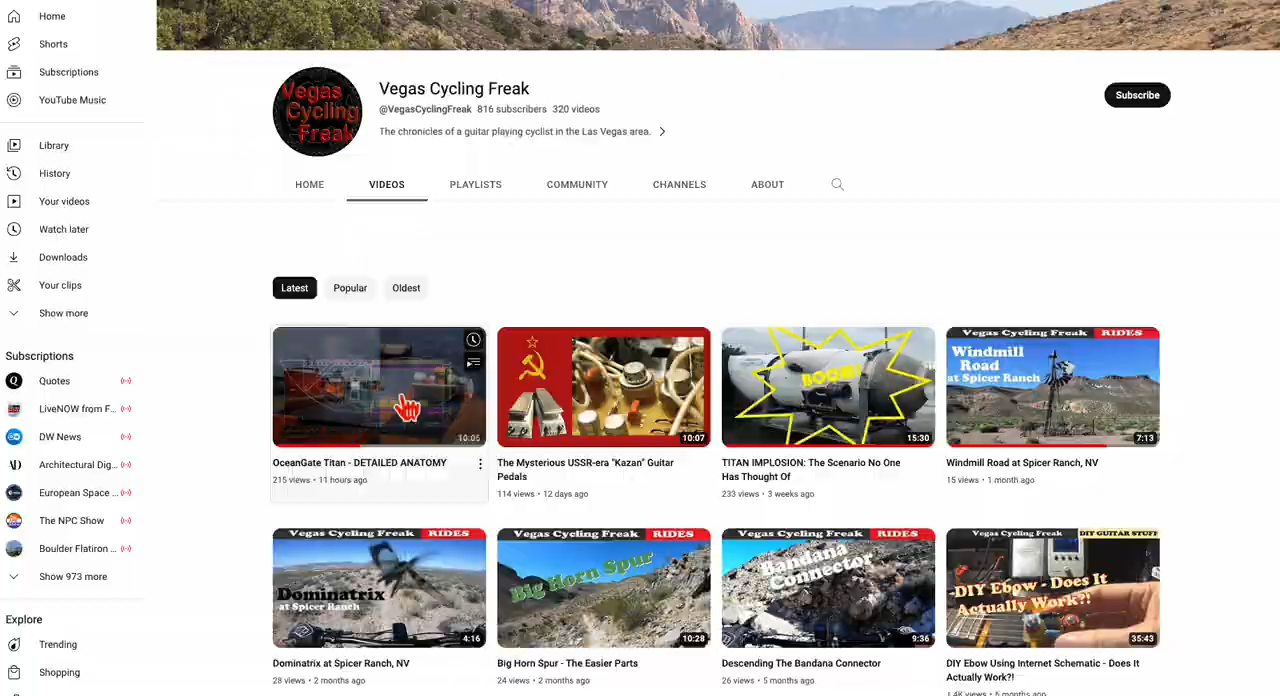 Home
Shorts
Subscriptions
YouTube Music
Library
History
Your videos
Watch later
Downloads
Your clips
Show more
Subscriptions
Quotes
LiveNOW from F...
DW News
Architectural Dig...
European Space ...
The NPC Show
Boulder Flatiron ...
Show 973 more
Explore
Trending
Shopping
Vegas
Cycling
Freak
Vegas Cycling Freak
@VegasCyclingFreak 816 subscribers 320 videos
The chronicles of a guitar playing cyclist in the Las Vegas area.
Subscribe
HOME VIDEOS PLAYLISTS COMMUNITY CHANNELS ABOUT
Latest Popular Oldest
10:06
OceanGate Titan - DETAILED ANATOMY
215 views • 11 hours ago
10:07
The Mysterious USSR-era "Kazan" Guitar
Pedals
114 views • 12 days ago
BOOM!
15:30
TITAN IMPLOSION: The Scenario No One
Has Thought Of
233 views • 3 weeks ago
Vegas Cycling Freak RIDES
Windmill
Road
at Spicer Ranch
7:13
Windmill Road at Spicer Ranch, NV
15 views • 1 month ago
Vegas Cycling Freak RIDES
Dominatrix
at Spicer Ranch
4:16
Dominatrix at Spicer Ranch, NV
28 views • 2 months ago
Vegas Cycling Freak RIDES
Big Horn Spur
10:28
Big Horn Spur - The Easier Parts
24 views • 2 months ago
Vegas Cycling Freak RIDES
Bandana
Connector
9:36
Descending The Bandana Connector
26 views • 5 months ago
Vegas Cycling Freak DIY GUITAR STUFF
DIY Ebow - Does It
Actually Work?!
35:43
DIY Ebow Using Internet Schematic - Does It
Actually Work?!
1.4K views • 6 months ago